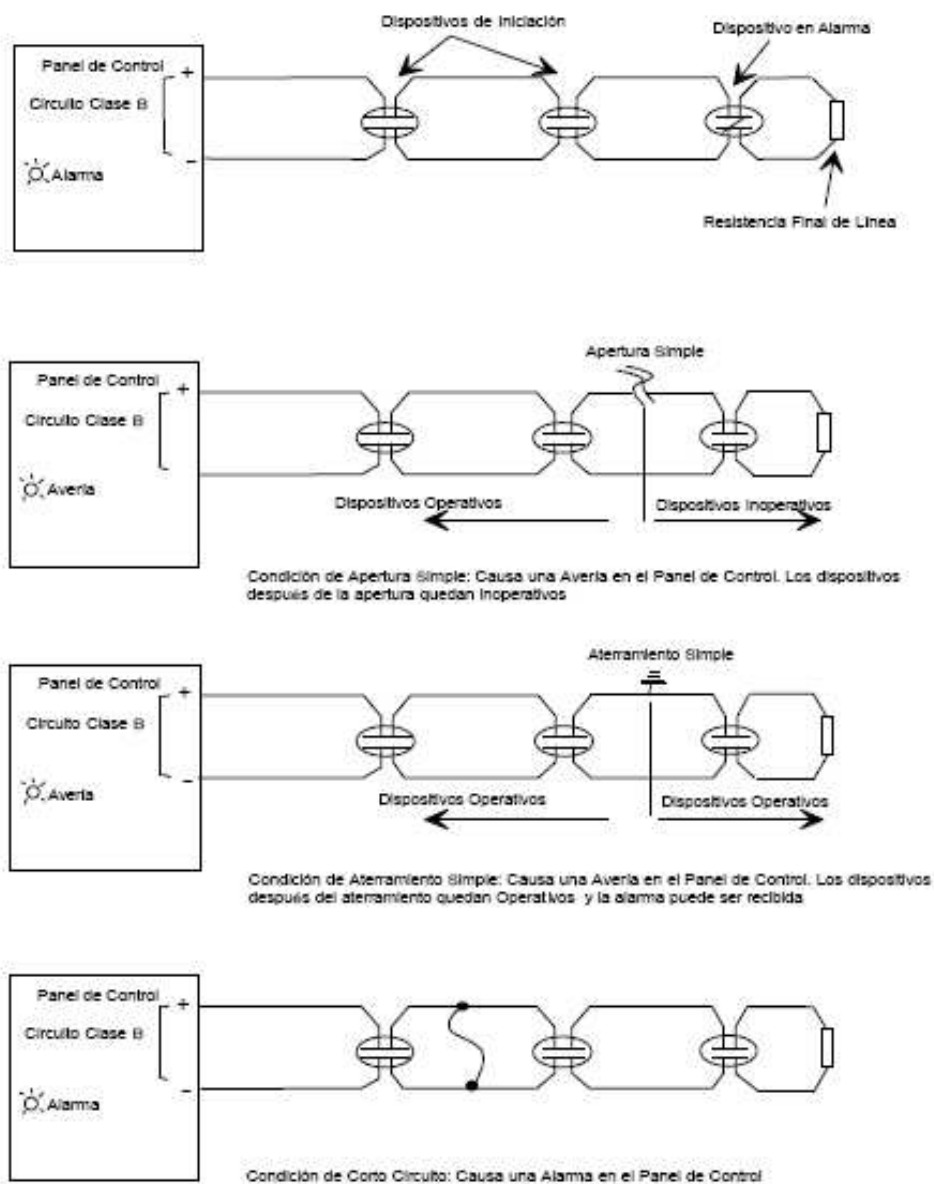 Dispositivos de Iniciación
Dispositivo en Alarma
Panel de Control +
Circuito Clase B
−
Alarma
Resistencia Final de Línea
Apertura Simple
Panel de Control +
Circuito Clase B
Avería
Dispositivos Operativos
Dispositivos Inoperativos
Condición de Apertura Simple: Causa una Avería en el Panel de Control. Los dispositivos
después de la apertura quedan Inoperativos
Aterramiento Simple
Panel de Control +
Circuito Clase B
−
Avería
Dispositivos Operativos
Dispositivos Operativos
Condición de Aterramiento Simple: Causa una Avería en el Panel de Control. Los dispositivos
después del aterramiento quedan Operativos y la alarma puede ser recibida
Panel de Control +
Circuito Clase B
−
Alarma
Condición de Corto Circuito: Causa una Alarma en el Panel de Control